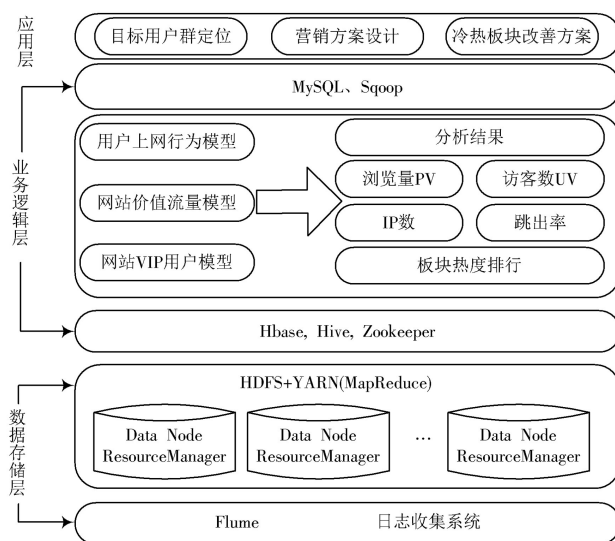 应用层
目标用户群定位 营销方案设计 冷热板块改善方案
MySQL、Sqoop
业务逻辑层
用户上网行为模型
网站价值流量模型
网站VIP用户模型
分析结果
浏览量PV 访客数UV
IP数 跳出率
板块热度排行
Hbase, Hive, Zookeeper
数据存储层
HDFS+YARN(MapReduce)
Data Node Data Node ... Data Node
ResourceManager ResourceManager ResourceManager
Flume 日志收集系统